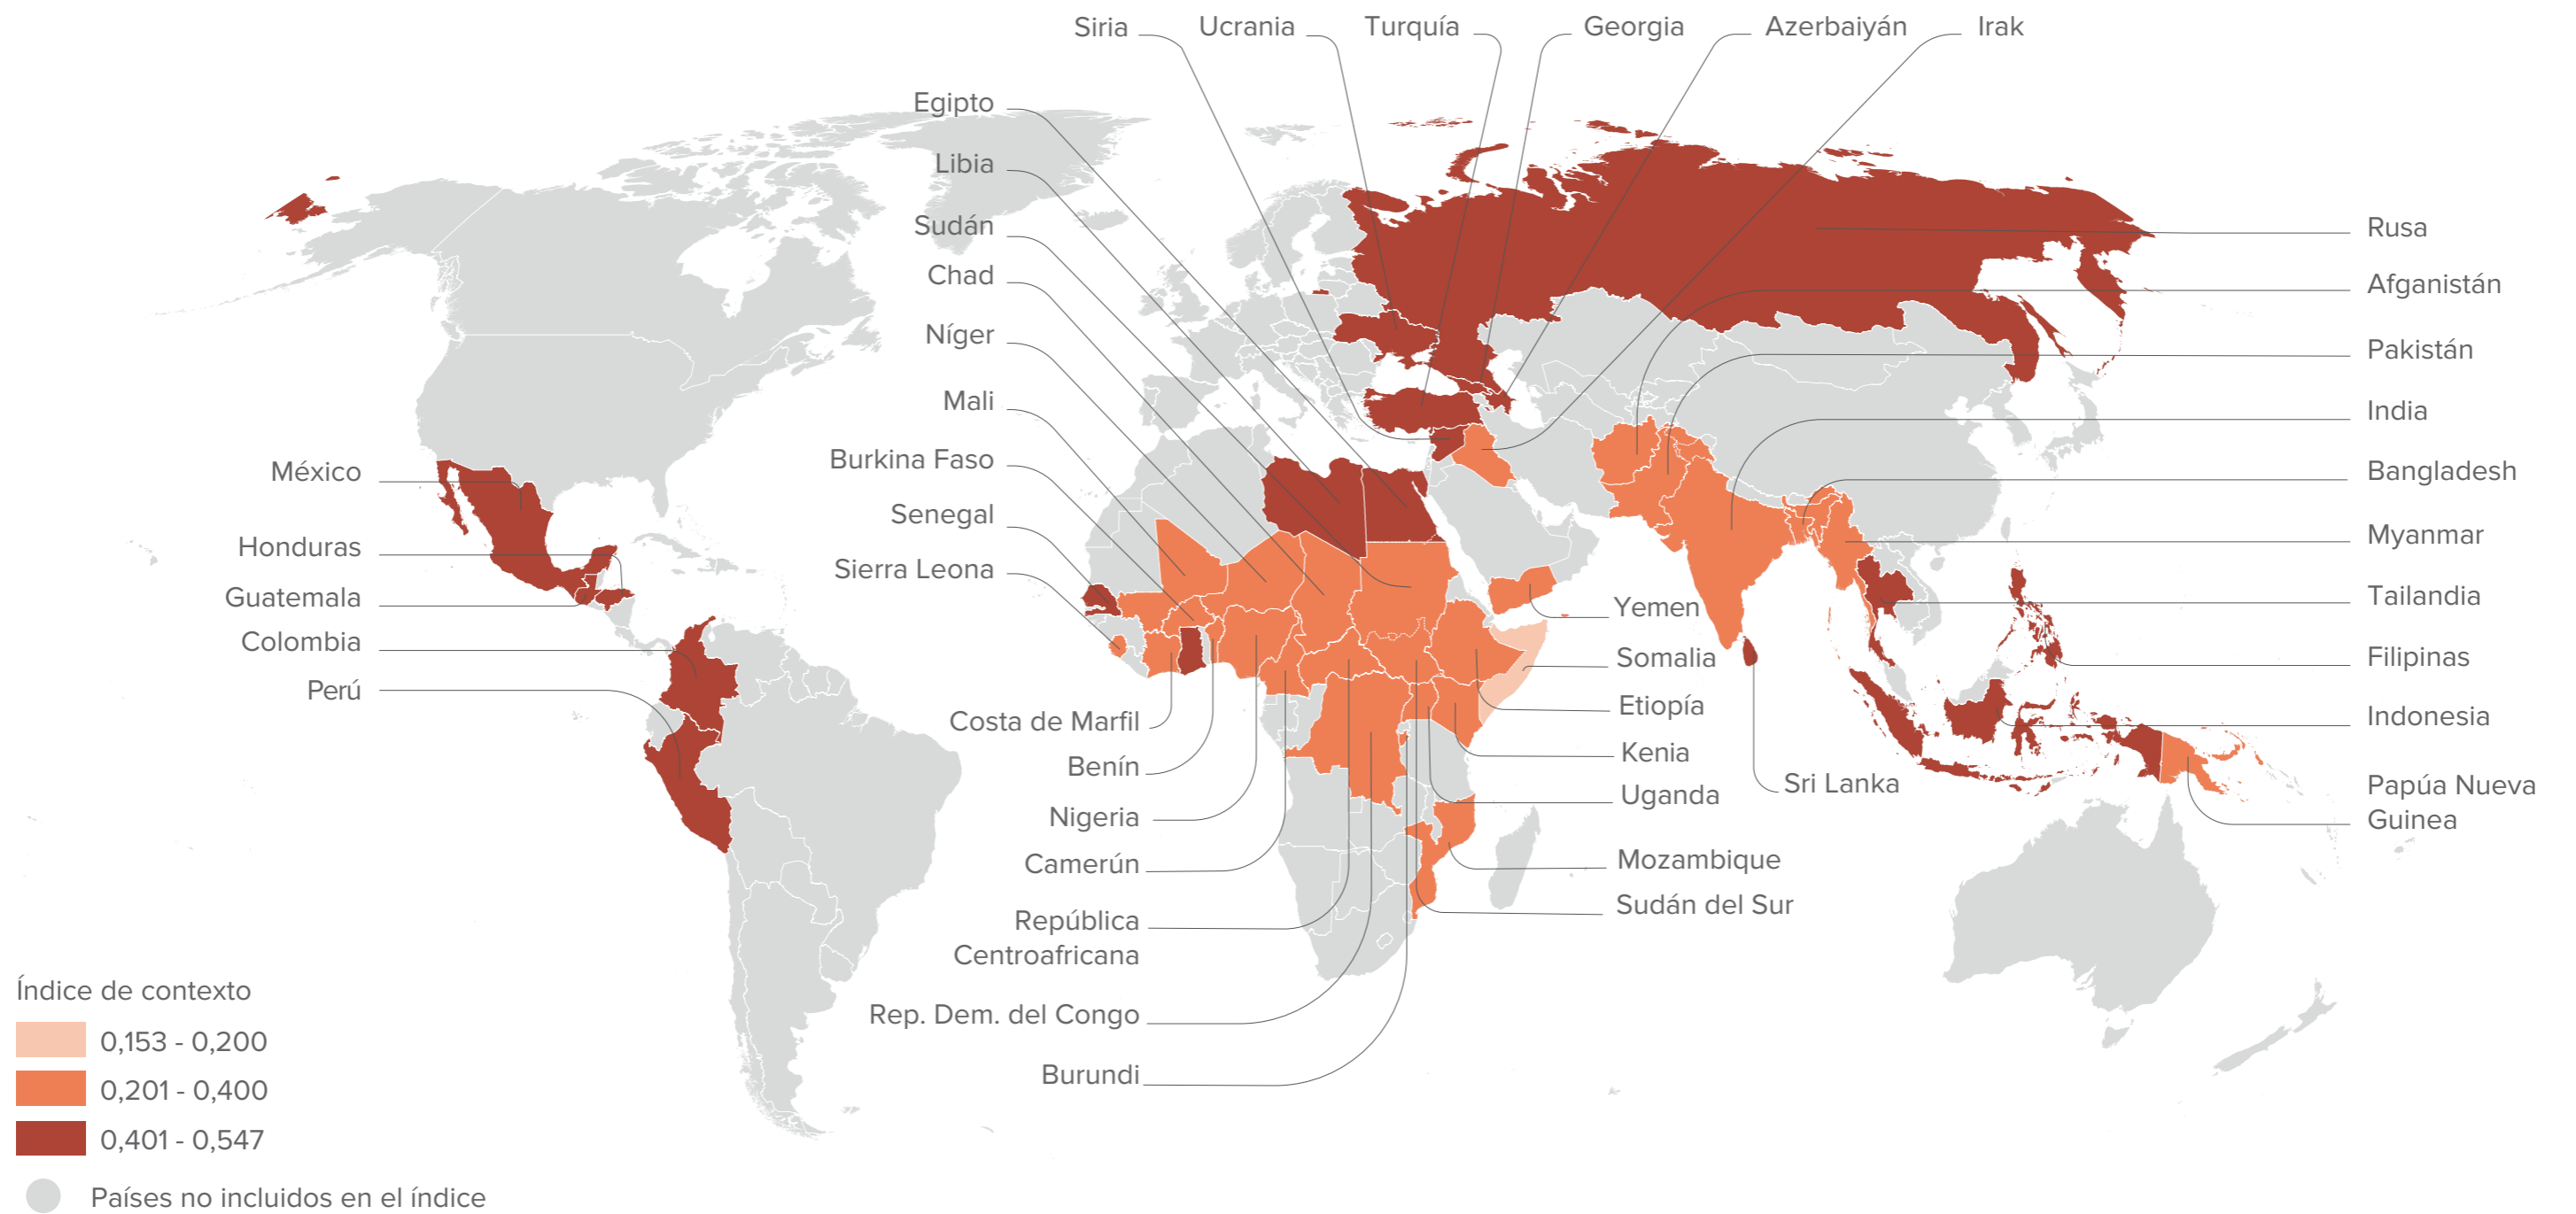 Siria
Ucrania
Turquía
Georgia
Azerbaiyán
Irak
Egipto
Libia
Sudán
Chad
Níger
Mali
Burkina Faso
Senegal
Sierra Leona
México
Honduras
Guatemala
Colombia
Perú
Rusa
Afganistán
Pakistán
India
Bangladesh
Myanmar
Tailandia
Filipinas
Indonesia
Papúa Nueva
Guinea
Yemen
Somalia
Etiopía
Kenia
Uganda
Sri Lanka
Mozambique
Sudán del Sur
Costa de Marfil
Benín
Nigeria
Camerún
República
Centroafricana
Rep. Dem. del Congo
Burundi
Índice de contexto
0,153 - 0,200
0,201 - 0,400
0,401 - 0,547
Países no incluidos en el índice